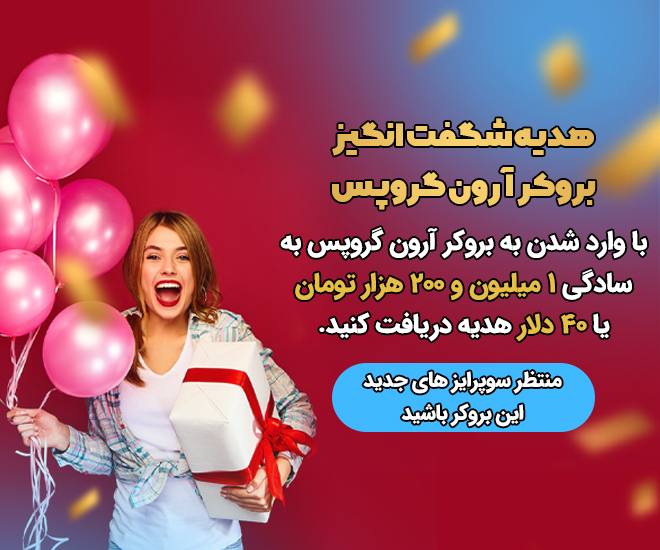 هدیه شگفت انگیز
بروکر آرون گروپس
با وارد شدن به بروکر آرون گروپس به
سادگی ۱ میلیون و ۲۰۰ هزار تومان
یا ۴۰ دلار هدیه دریافت کنید.
منتظر سوپرایز های جدید
این بروکر باشید